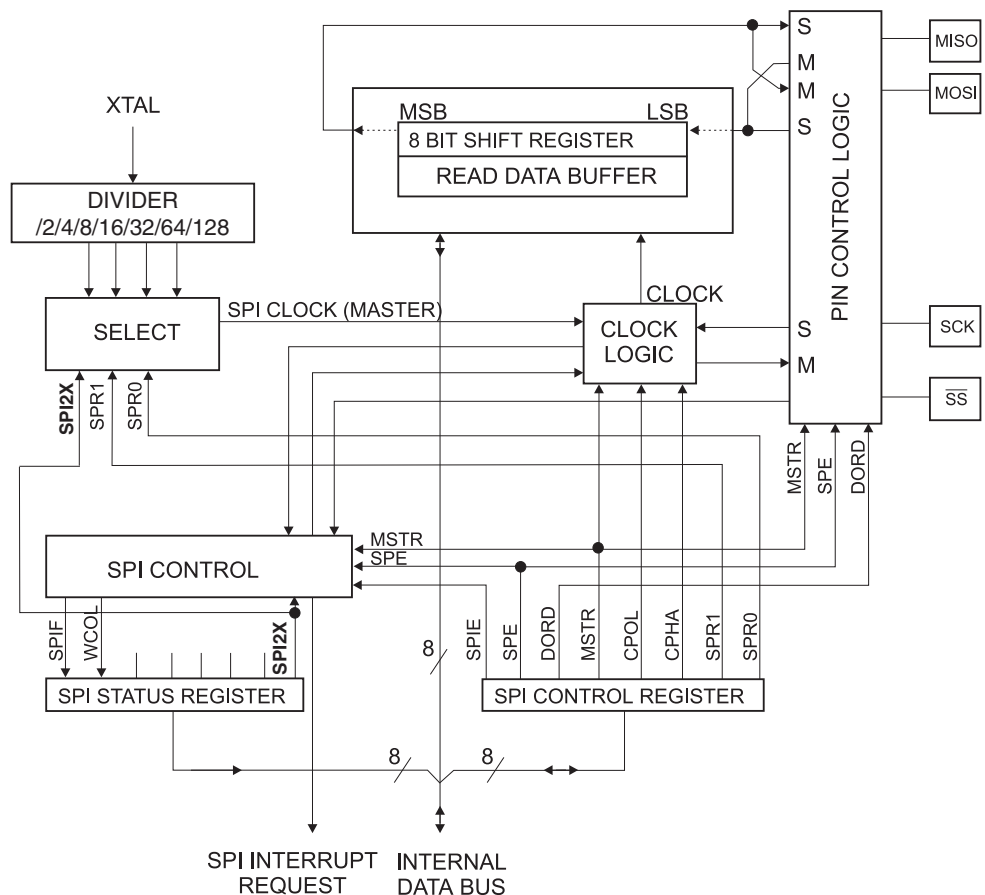 S
MISO
M
XTAL
MOSI
M
MSB
LSB
S
8 BIT SHIFT REGISTER
READ DATA BUFFER
DIVIDER
/2/4/8/16/32/64/128
PIN CONTROL LOGIC
CLOCK
SPI CLOCK (MASTER)
SELECT
CLOCK
LOGIC
S
SCK
M
SPI2X
SPR1
SPR0
SS
MSTR
SPE
DORD
MSTR
SPE
SPI CONTROL
SPIF
WCOL
SPI2X
8
SPIE
SPE
DORD
MSTR
CPOL
CPHA
SPR1
SPR0
SPI STATUS REGISTER
SPI CONTROL REGISTER
8
8
SPI INTERRUPT
REQUEST
INTERNAL
DATA BUS